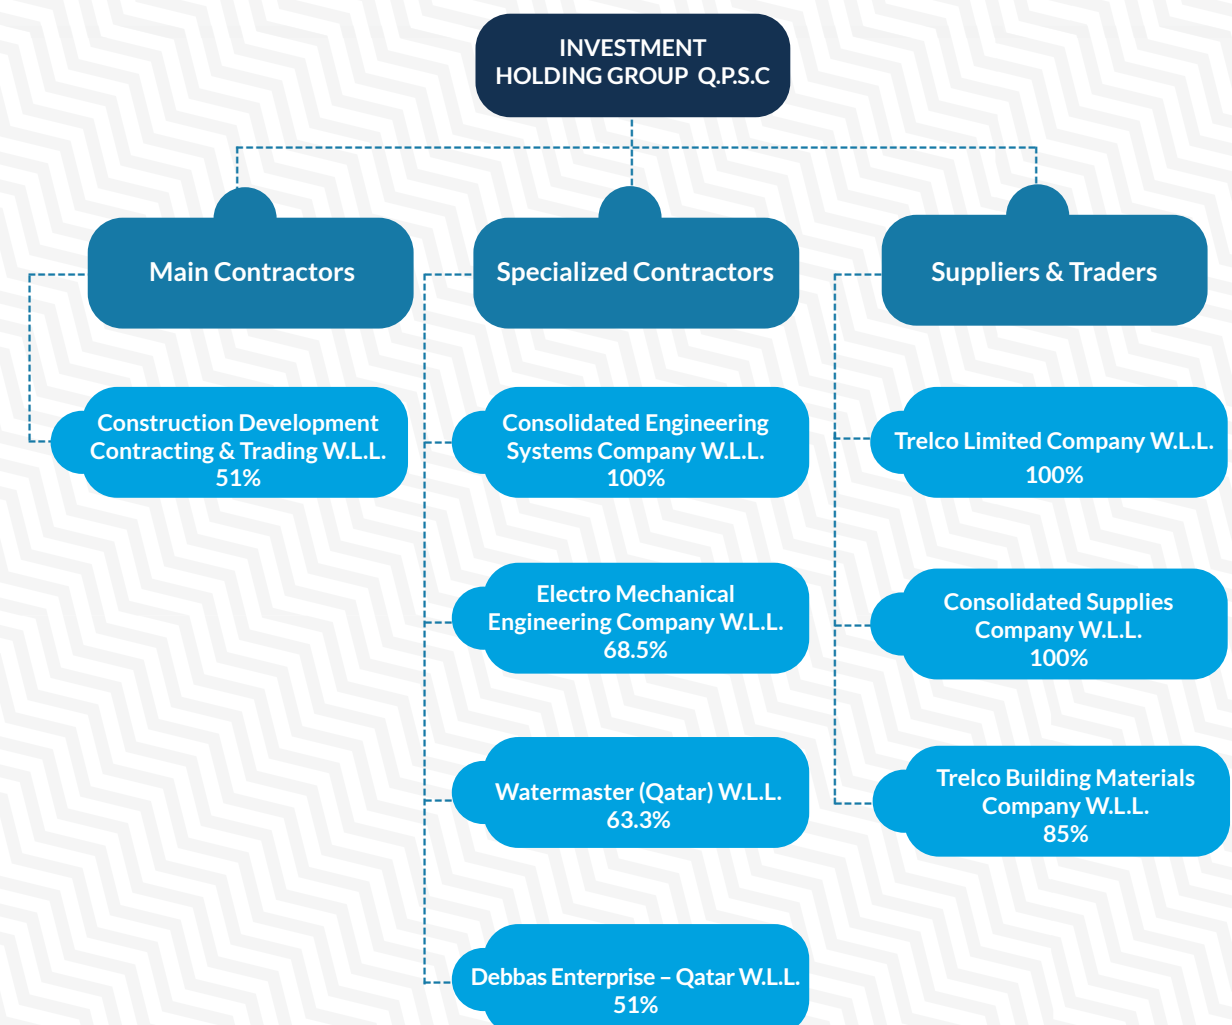 INVESTMENT
HOLDING GROUP Q.P.S.C
Main Contractors
Specialized Contractors
Suppliers & Traders
Construction Development
Contracting & Trading W.L.L.
51%
Consolidated Engineering
Systems Company W.L.L.
100%
Trelco Limited Company W.L.L.
100%
Electro Mechanical
Engineering Company W.L.L.
68.5%
Consolidated Supplies
Company W.L.L.
100%
Watermaster (Qatar) W.L.L.
63.3%
Trelco Building Materials
Company W.L.L.
85%
Debbas Enterprise – Qatar W.L.L.
51%